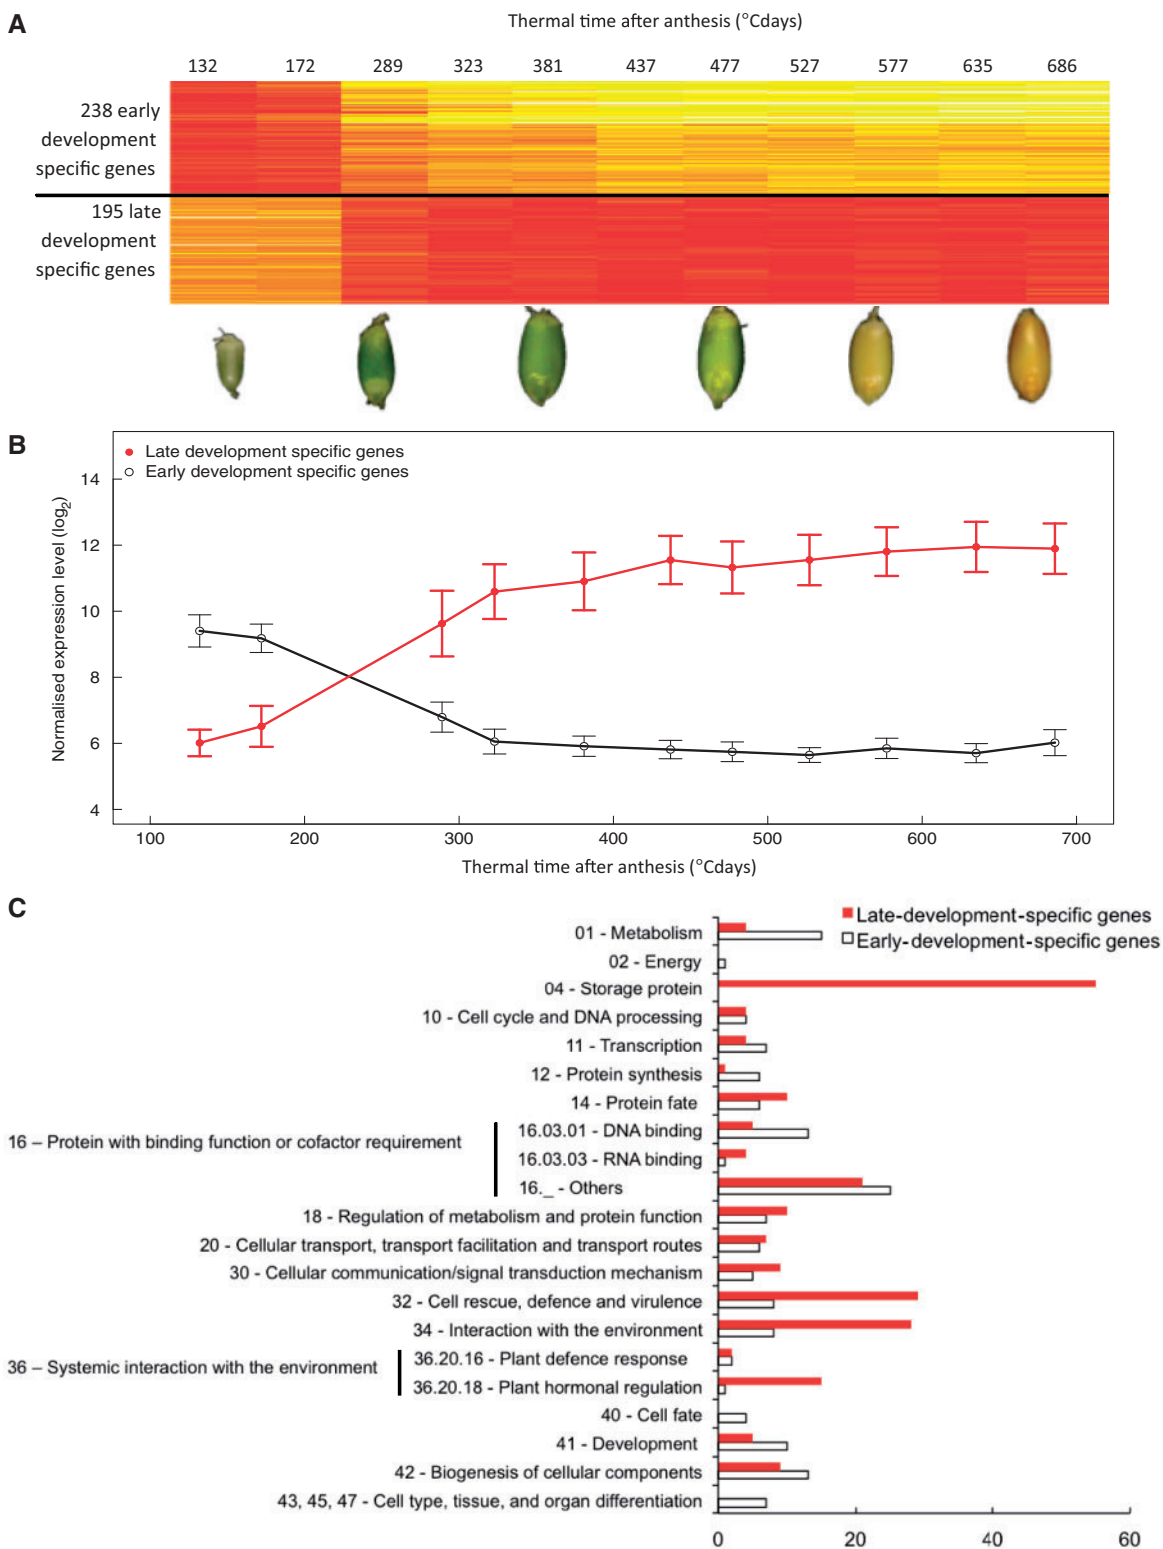 A
Thermal time after anthesis (°Cdays)
132 172 289 323 381 437 477 527 577 635 686
238 early
development
specific genes
195 late
development
specific genes
B
Late development specific genes
Early development specific genes
Normalised expression level (log2)
14
12
10
8
6
4
100 200 300 400 500 600 700
Thermal time after anthesis (°Cdays)
C
Late-development-specific genes
Early-development-specific genes
01 - Metabolism
02 - Energy
04 - Storage protein
10 - Cell cycle and DNA processing
11 - Transcription
12 - Protein synthesis
14 - Protein fate
16 – Protein with binding function or cofactor requirement
16.03.01 - DNA binding
16.03.03 - RNA binding
16._ - Others
18 - Regulation of metabolism and protein function
20 - Cellular transport, transport facilitation and transport routes
30 - Cellular communication/signal transduction mechanism
32 - Cell rescue, defence and virulence
34 - Interaction with the environment
36 – Systemic interaction with the environment
36.20.16 - Plant defence response
36.20.18 - Plant hormonal regulation
40 - Cell fate
41 - Development
42 - Biogenesis of cellular components
43, 45, 47 - Cell type, tissue, and organ differentiation
0 20 40 60